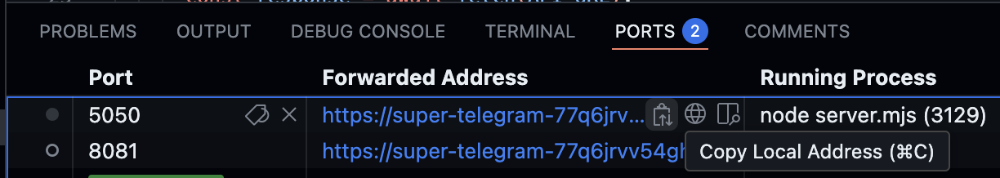 PROBLEMS OUTPUT DEBUG CONSOLE TERMINAL PORTS 2 COMMENTS
Port Forwarded Address Running Process
5050 https://super-telegram-77q6jrv... node server.mjs (3129)
8081 https://super-telegram-77q6jrvv54gh
Copy Local Address (⌘C)